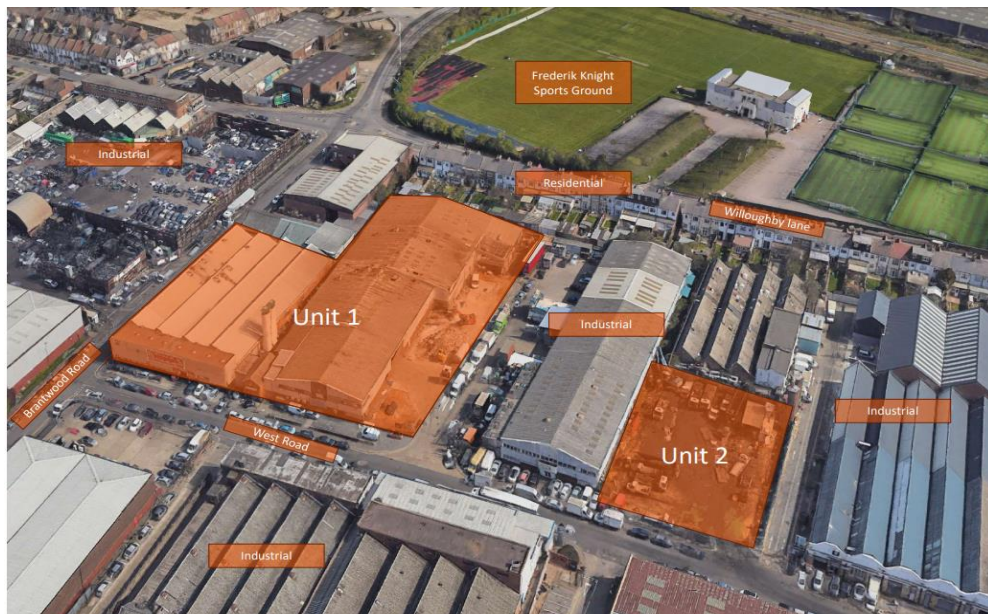 Frederik Knight
Sports Ground
Industrial
Residential
Willoughby lane
Unit 1
Industrial
Brantwood Road
West Road
Industrial
Unit 2
Industrial